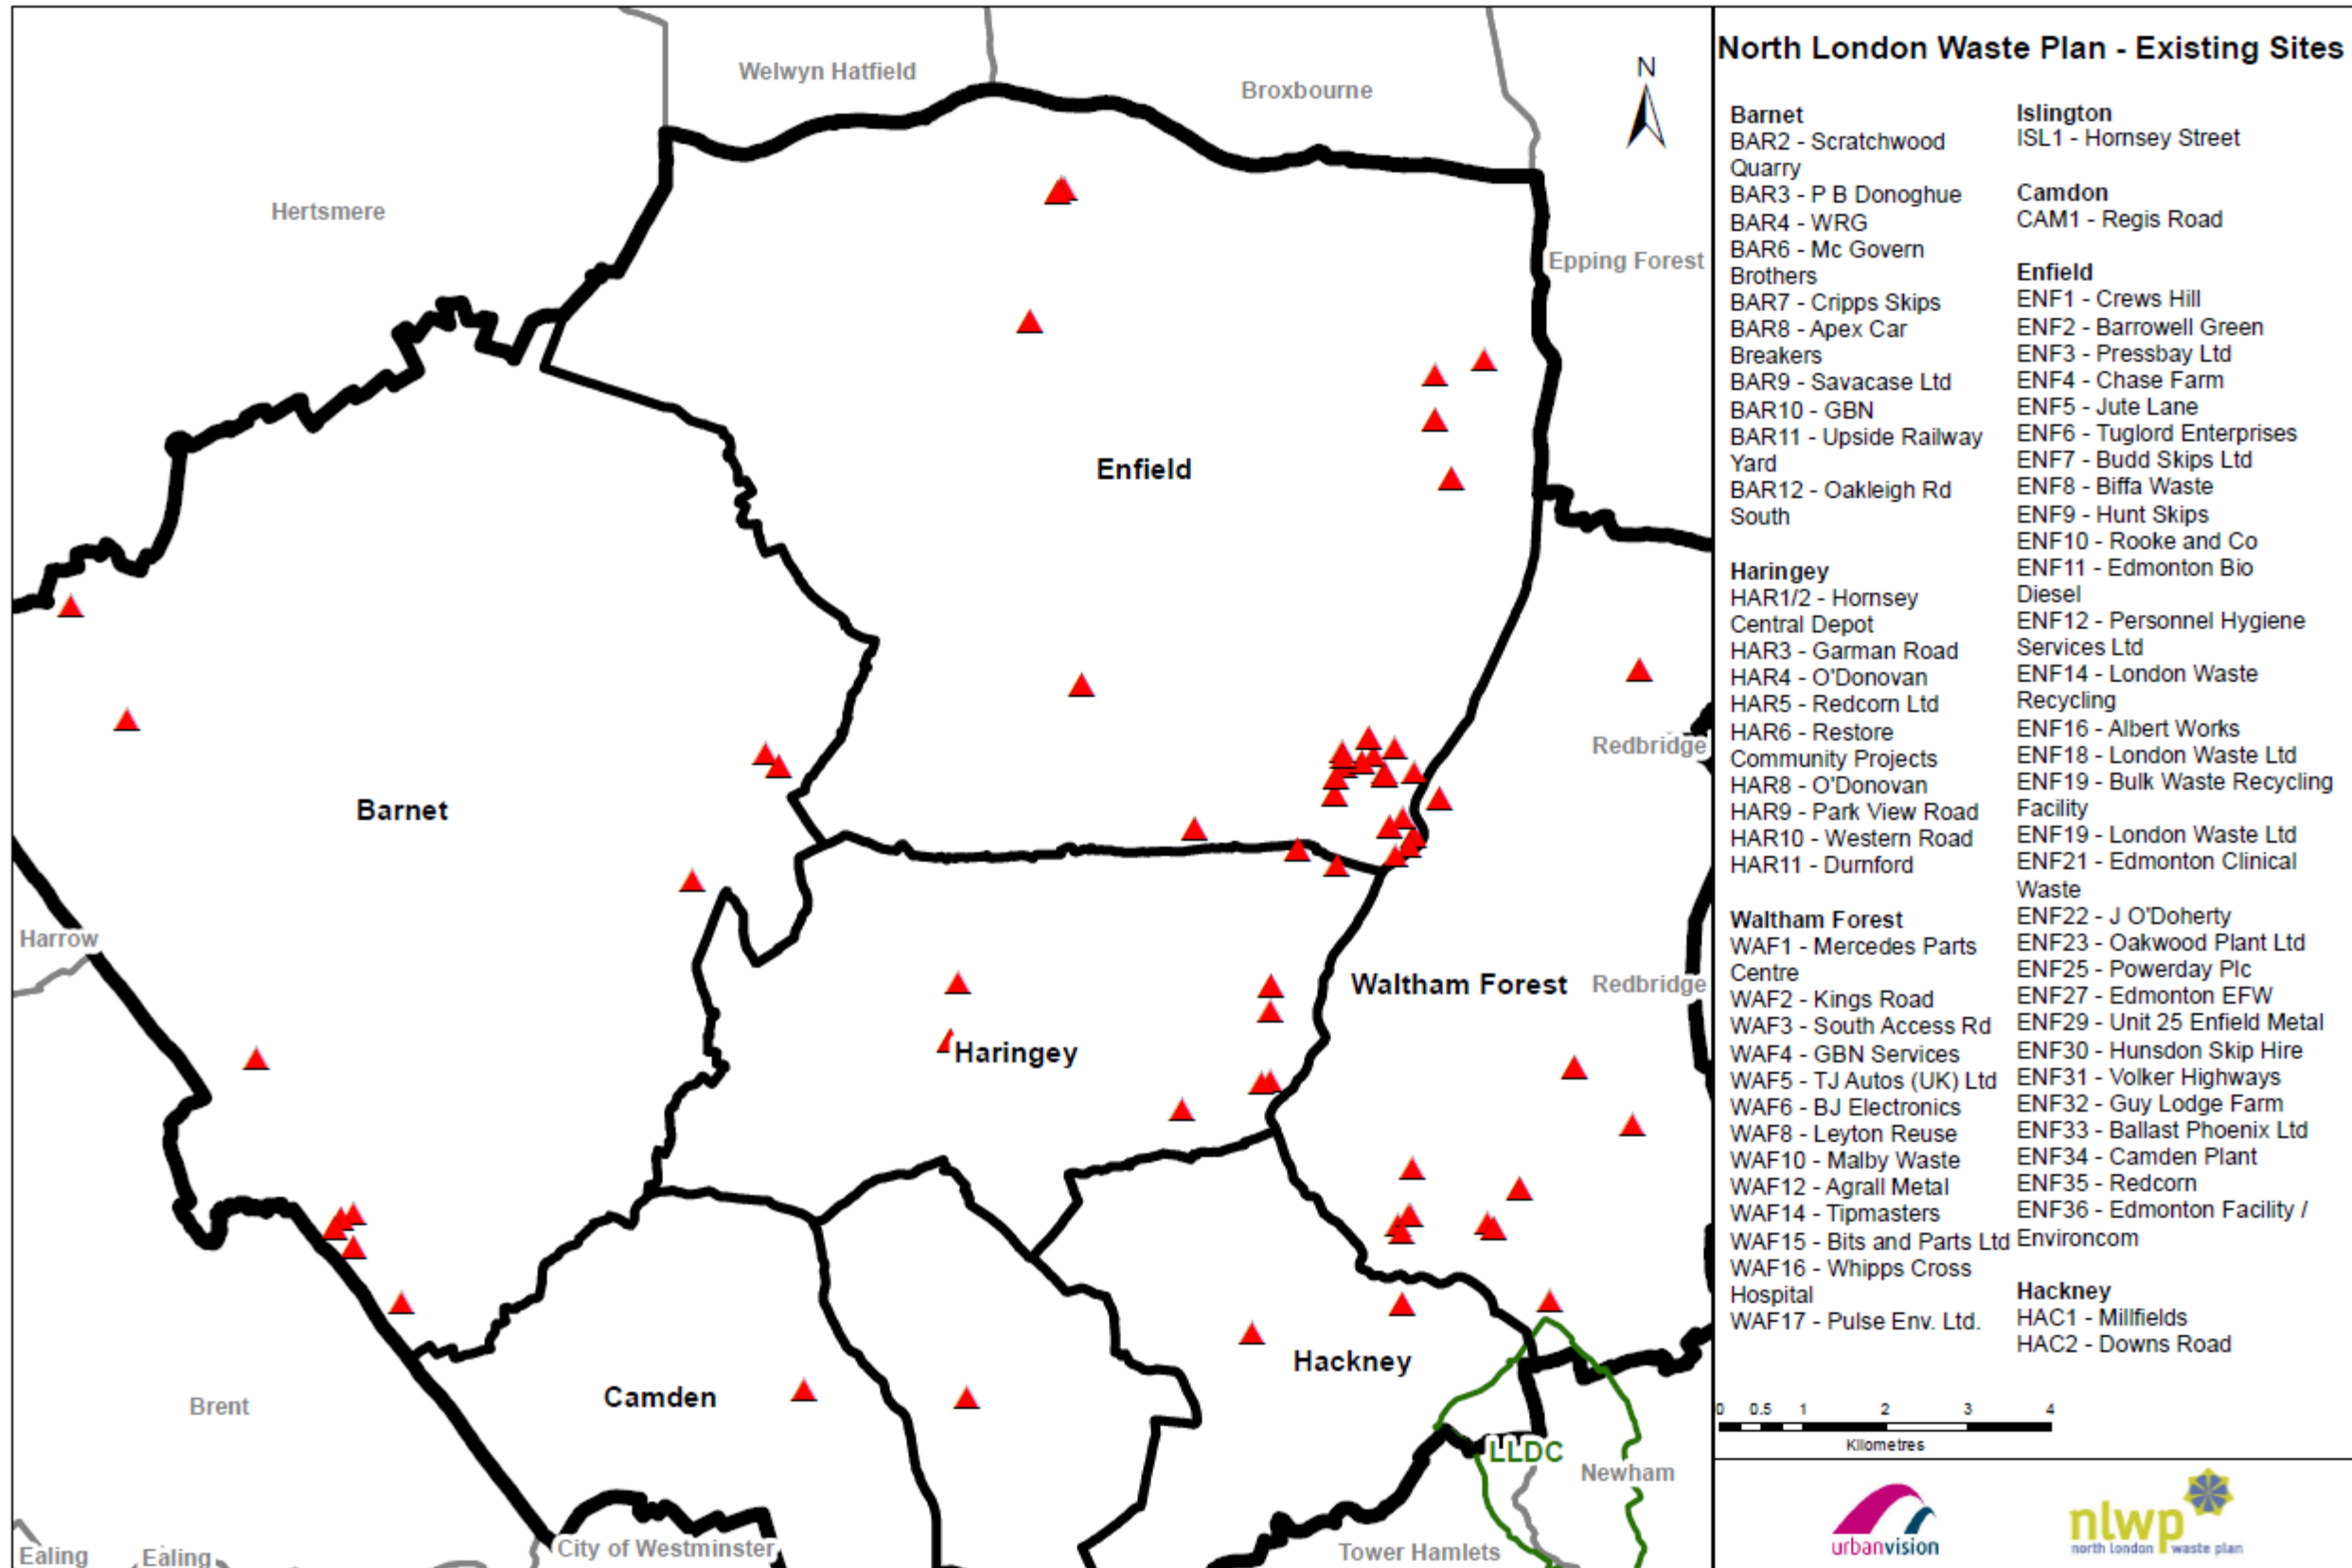 Welwyn Hatfield
Broxbourne
N
Hertsmere
Epping Forest
Enfield
Redbridge
Barnet
Harrow
Waltham Forest
Redbridge
Haringey
Hackney
Camden
Brent
LLDC
Newham
City of Westminster
Tower Hamlets
Ealing
Ealing
North London Waste Plan - Existing Sites
Barnet
BAR2 - Scratchwood
Quarry
BAR3 - P B Donoghue
BAR4 - WRG
BAR6 - Mc Govern
Brothers
BAR7 - Cripps Skips
BAR8 - Apex Car
Breakers
BAR9 - Savacase Ltd
BAR10 - GBN
BAR11 - Upside Railway
Yard
BAR12 - Oakleigh Rd
South
Haringey
HAR1/2 - Hornsey
Central Depot
HAR3 - Garman Road
HAR4 - O'Donovan
HAR5 - Redcorn Ltd
HAR6 - Restore
Community Projects
HAR8 - O'Donovan
HAR9 - Park View Road
HAR10 - Western Road
HAR11 - Durnford
Waltham Forest
WAF1 - Mercedes Parts
Centre
WAF2 - Kings Road
WAF3 - South Access Rd
WAF4 - GBN Services
WAF5 - TJ Autos (UK) Ltd
WAF6 - BJ Electronics
WAF8 - Leyton Reuse
WAF10 - Malby Waste
WAF12 - Agrall Metal
WAF14 - Tipmasters
WAF15 - Bits and Parts Ltd
WAF16 - Whipps Cross
Hospital
WAF17 - Pulse Env. Ltd.
Islington
ISL1 - Hornsey Street
Camdon
CAM1 - Regis Road
Enfield
ENF1 - Crews Hill
ENF2 - Barrowell Green
ENF3 - Pressbay Ltd
ENF4 - Chase Farm
ENF5 - Jute Lane
ENF6 - Tuglord Enterprises
ENF7 - Budd Skips Ltd
ENF8 - Biffa Waste
ENF9 - Hunt Skips
ENF10 - Rooke and Co
ENF11 - Edmonton Bio
Diesel
ENF12 - Personnel Hygiene
Services Ltd
ENF14 - London Waste
Recycling
ENF16 - Albert Works
ENF18 - London Waste Ltd
ENF19 - Bulk Waste Recycling
Facility
ENF19 - London Waste Ltd
ENF21 - Edmonton Clinical
Waste
ENF22 - J O'Doherty
ENF23 - Oakwood Plant Ltd
ENF25 - Powerday Plc
ENF27 - Edmonton EFW
ENF29 - Unit 25 Enfield Metal
ENF30 - Hunsdon Skip Hire
ENF31 - Volker Highways
ENF32 - Guy Lodge Farm
ENF33 - Ballast Phoenix Ltd
ENF34 - Camden Plant
ENF35 - Redcorn
ENF36 - Edmonton Facility /
Environcom
Hackney
HAC1 - Millfields
HAC2 - Downs Road
0 0.5 1 2 3 4
Kilometres
urbanvision
nlwp
north london waste plan